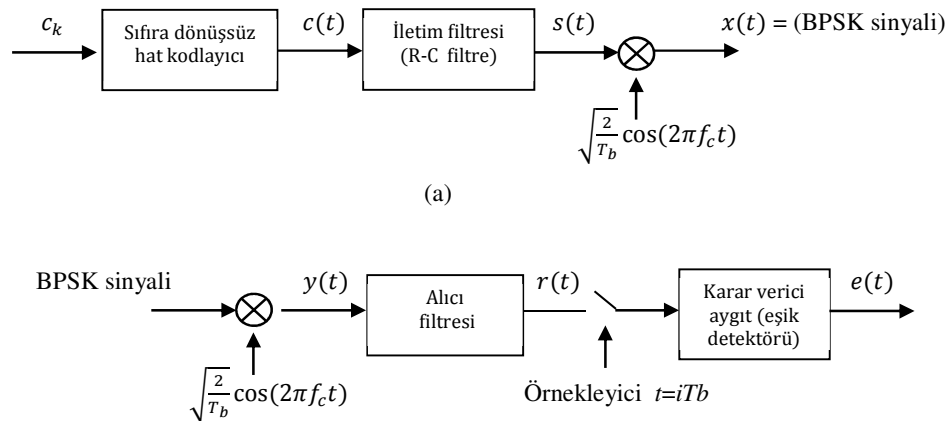 c_k
Sıfıra dönüşsüz
hat kodlayıcı
c(t)
İletim filtresi
(R-C filtre)
s(t)
x(t) = (BPSK sinyali)
√(2/T_b) cos(2πf_c t)
(a)
BPSK sinyali
y(t)
Alıcı
filtresi
r(t)
Karar verici
aygıt (eşik
detektörü)
e(t)
√(2/T_b) cos(2πf_c t)
Örnekleyici t=iTb